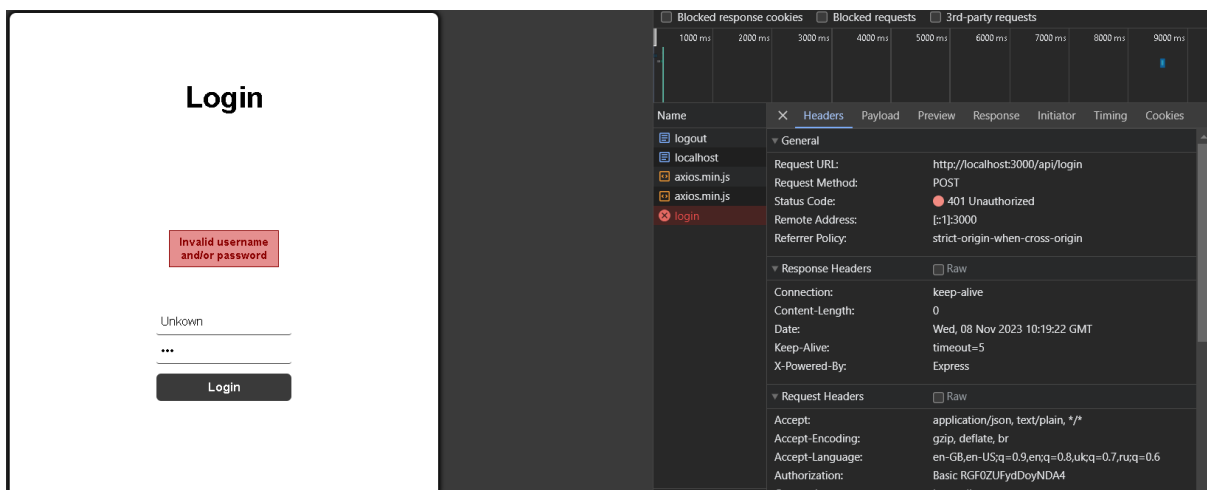 Login
Invalid username
and/or password
Unkown
•••
Login
Blocked response cookies Blocked requests 3rd-party requests
1000 ms 2000 ms 3000 ms 4000 ms 5000 ms 6000 ms 7000 ms 8000 ms 9000 ms
Name
logout
localhost
axios.min.js
axios.min.js
login
Headers Payload Preview Response Initiator Timing Cookies
General
Request URL: http://localhost:3000/api/login
Request Method: POST
Status Code: 401 Unauthorized
Remote Address: [::1]:3000
Referrer Policy: strict-origin-when-cross-origin
Response Headers Raw
Connection: keep-alive
Content-Length: 0
Date: Wed, 08 Nov 2023 10:19:22 GMT
Keep-Alive: timeout=5
X-Powered-By: Express
Request Headers Raw
Accept: application/json, text/plain, */*
Accept-Encoding: gzip, deflate, br
Accept-Language: en-GB,en-US;q=0.9,en;q=0.8,uk;q=0.7,ru;q=0.6
Authorization: Basic RGF0ZUFydDoyNDA4